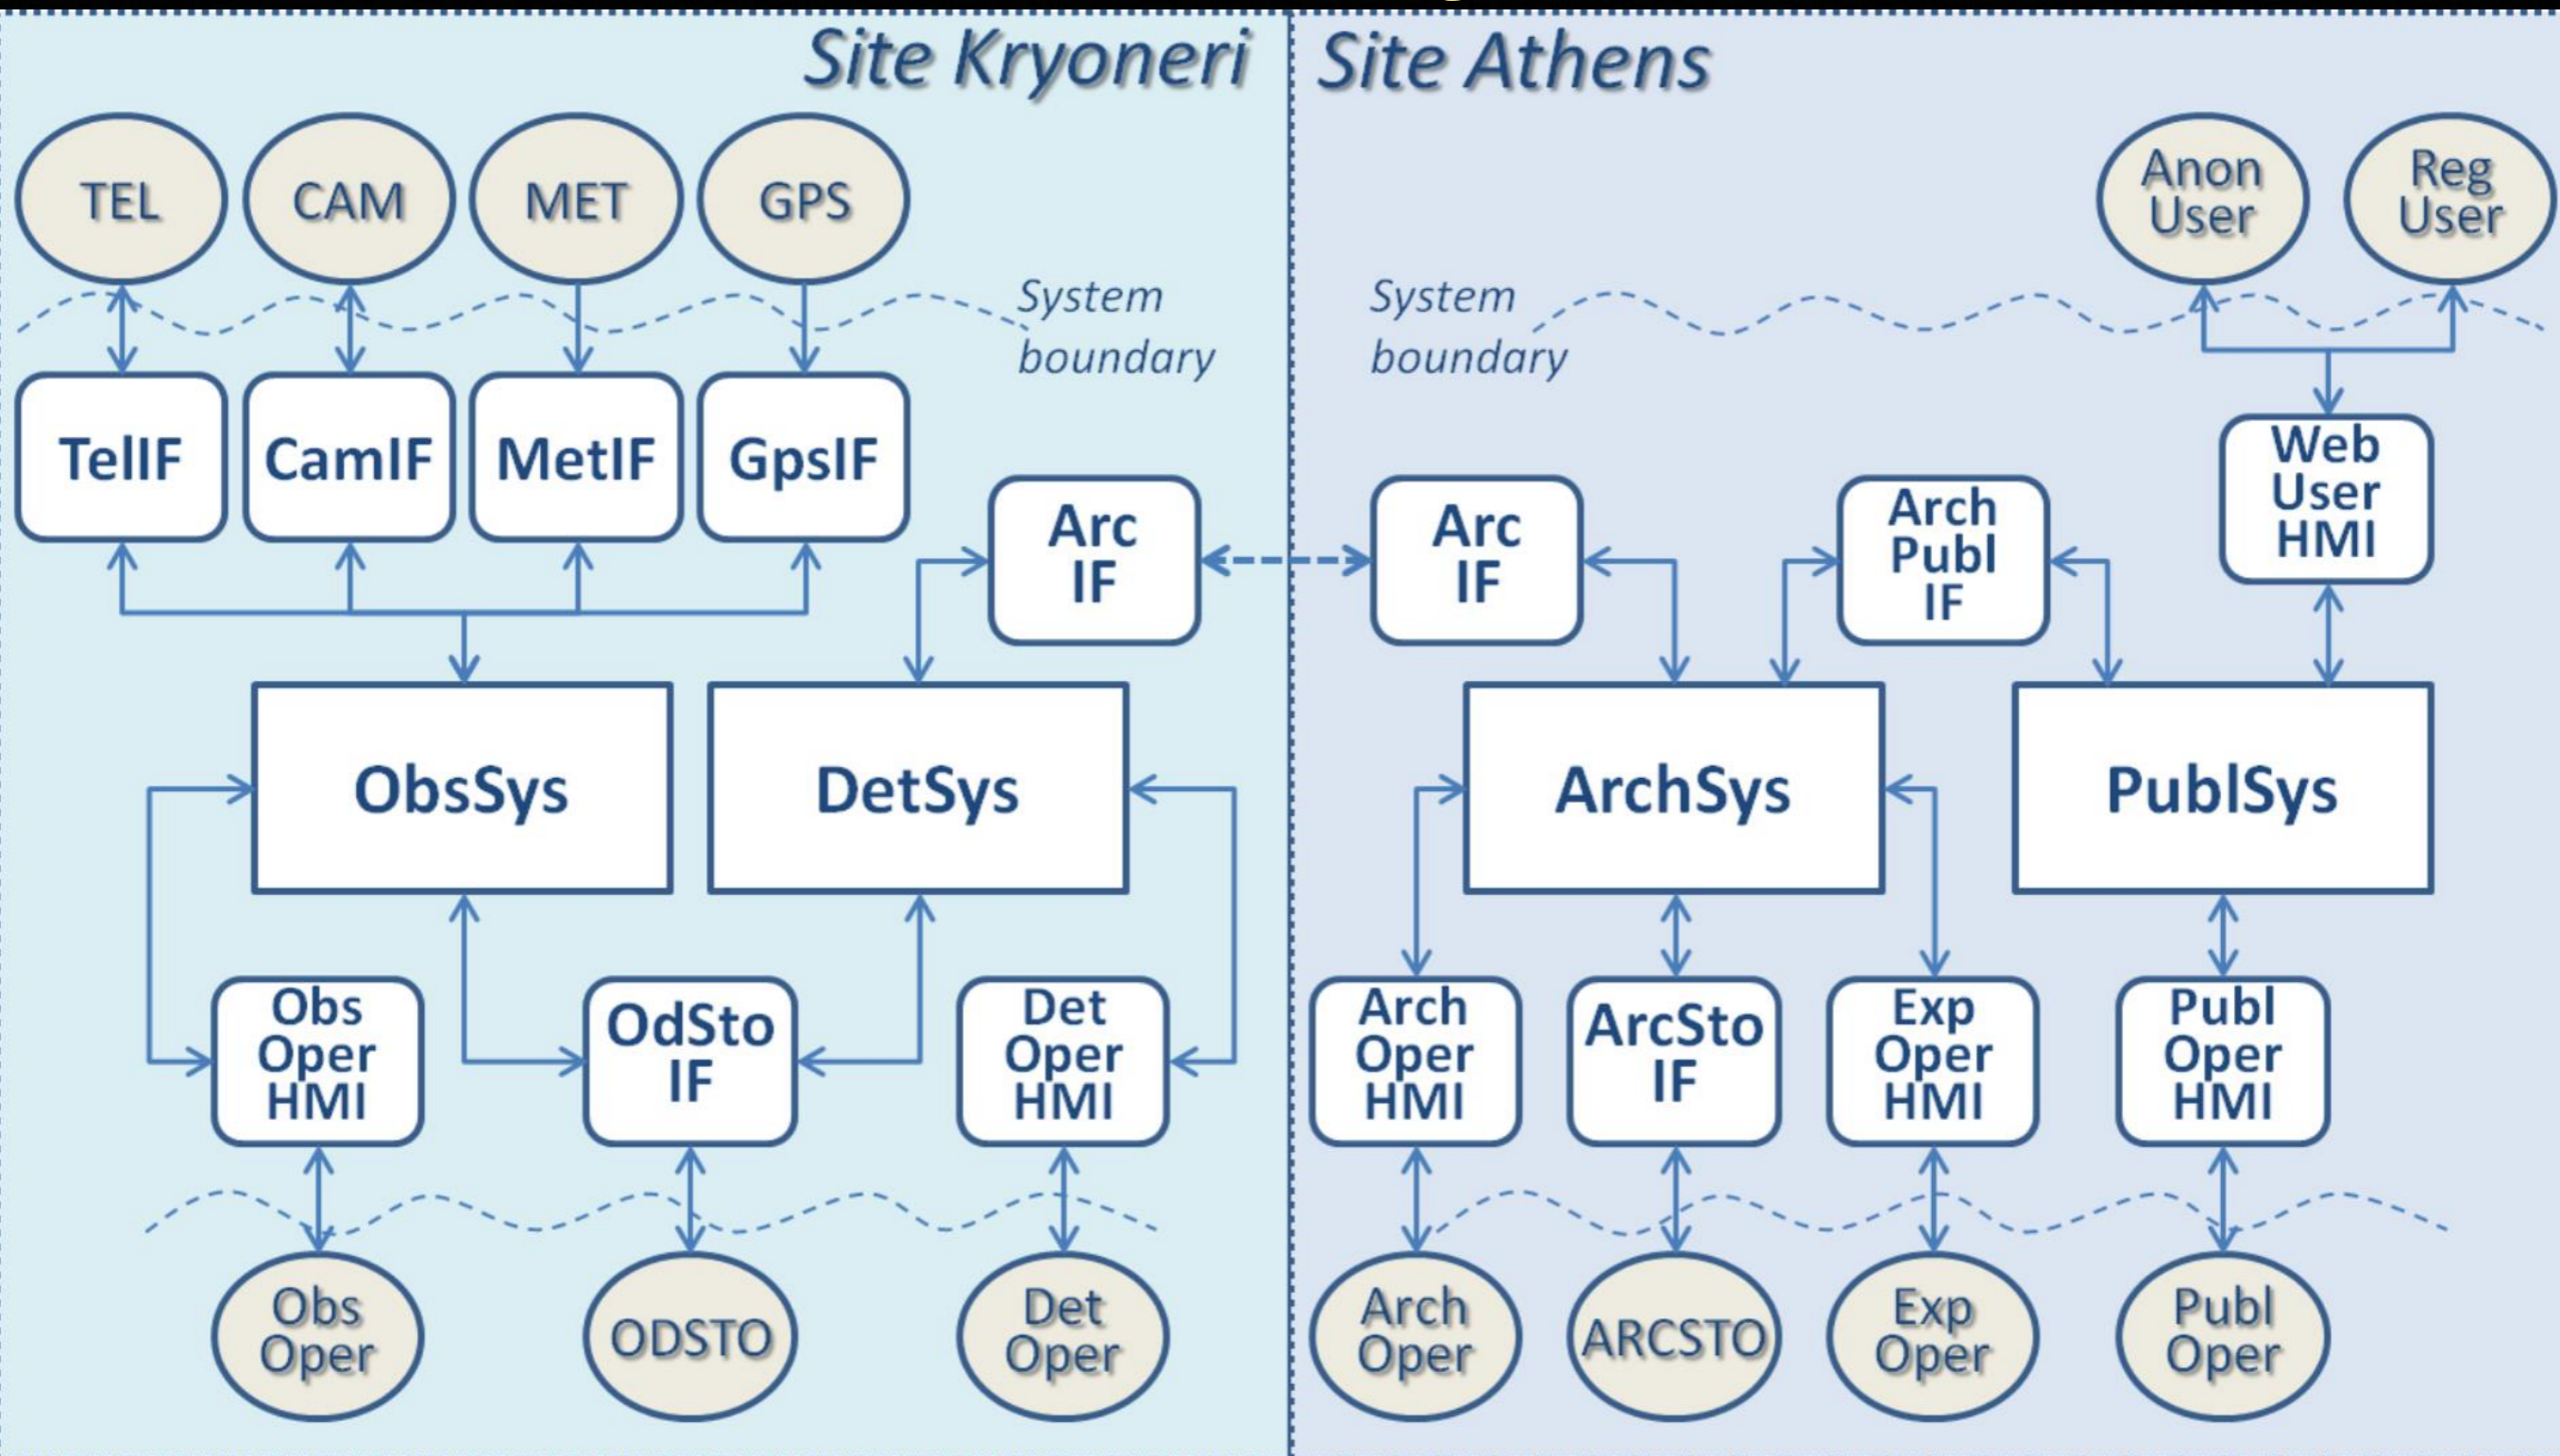 Site Kryoneri
Site Athens
TEL
CAM
MET
GPS
Anon
User
Reg
User
System
boundary
System
boundary
TelIF
CamIF
MetIF
GpsIF
Arc
IF
Arc
IF
Arch
Publ
IF
Web
User
HMI
ObsSys
DetSys
ArchSys
PublSys
Obs
Oper
HMI
OdSto
IF
Det
Oper
HMI
Arch
Oper
HMI
ArcSto
IF
Exp
Oper
HMI
Publ
Oper
HMI
Obs
Oper
ODSTO
Det
Oper
Arch
Oper
ARCSTO
Exp
Oper
Publ
Oper